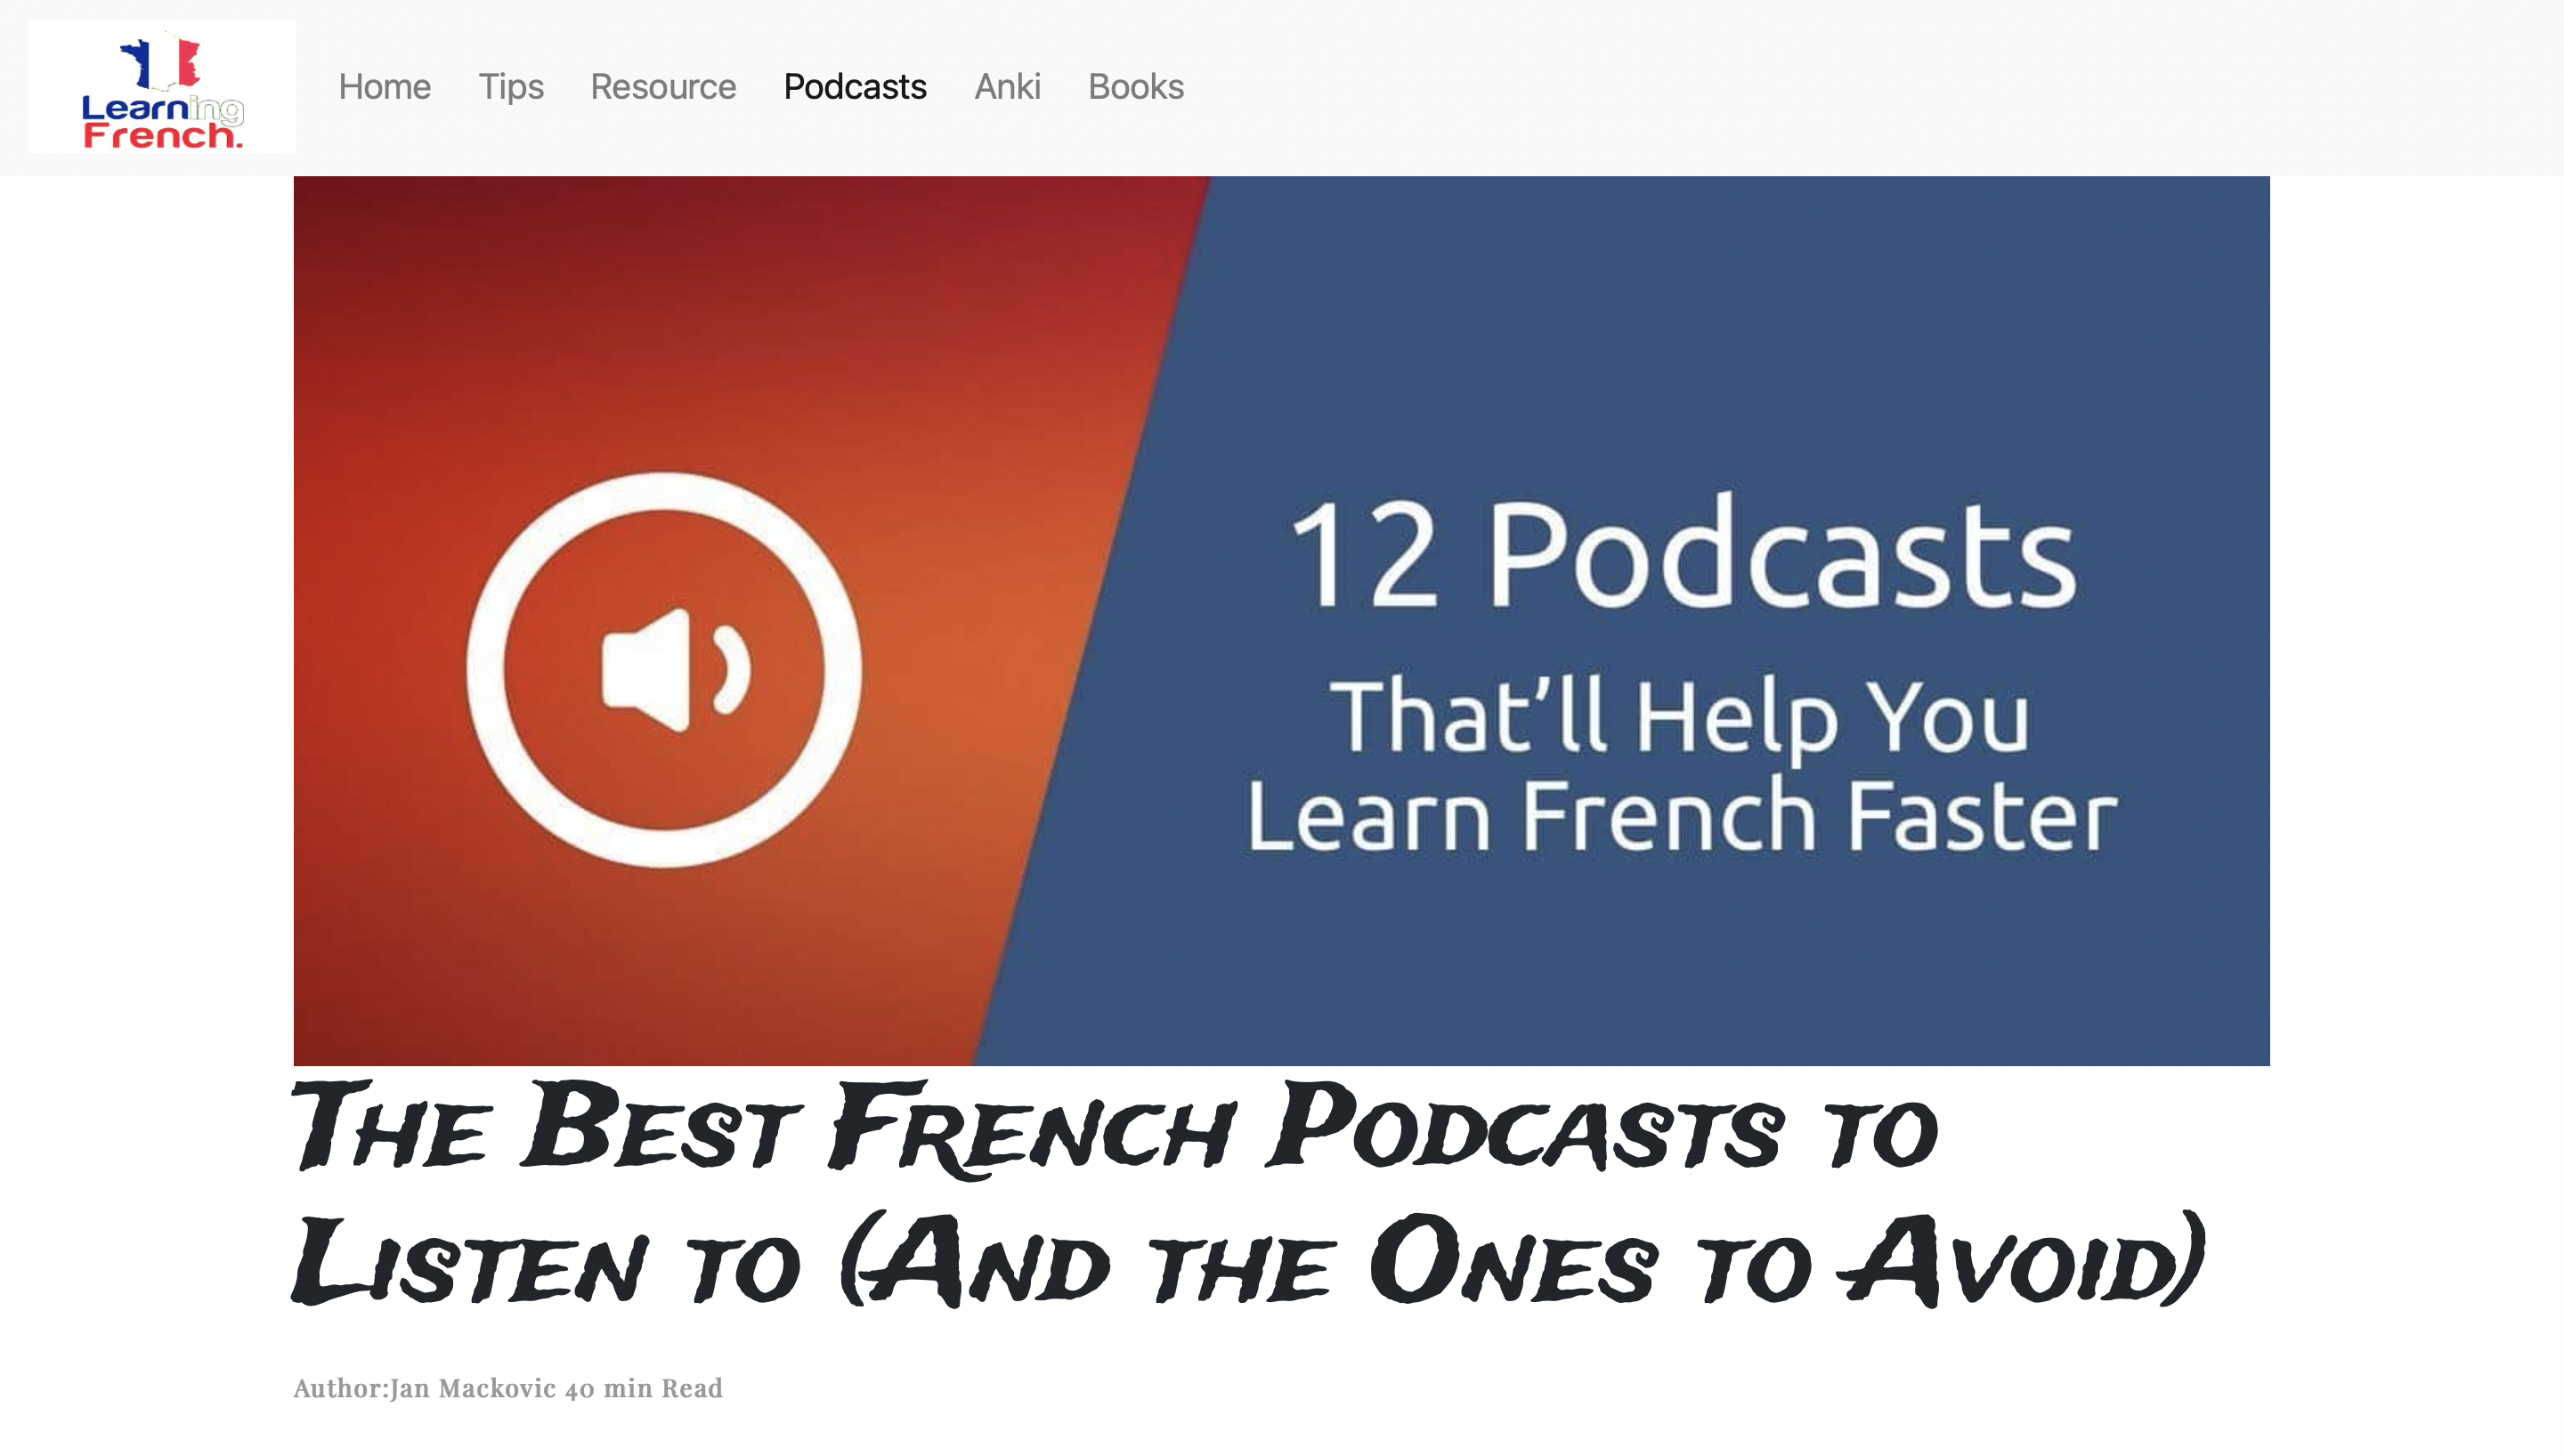 Learning
French.
Home Tips Resource Podcasts Anki Books
12 Podcasts
That’ll Help You
Learn French Faster
The Best French Podcasts to
Listen to (And the Ones to Avoid)
Author:Jan Mackovic 40 min Read